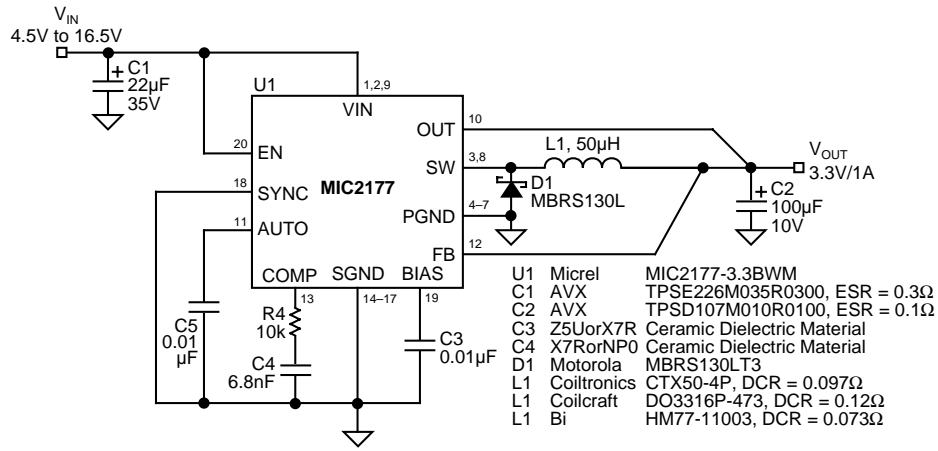 VIN
4.5V to 16.5V
C1
22µF
35V
U1
1,2,9
VIN
20
EN
18
SYNC
MIC2177
11
AUTO
OUT
10
SW
3,8
L1, 50µH
D1
MBRS130L
PGND
4–7
FB
12
VOUT
3.3V/1A
C2
100µF
10V
COMP
SGND
BIAS
13
14–17
19
R4
10k
C5
0.01
µF
C4
6.8nF
C3
0.01µF
U1 Micrel MIC2177-3.3BWM
C1 AVX TPSE226M035R0300, ESR = 0.3Ω
C2 AVX TPSD107M010R0100, ESR = 0.1Ω
C3 Z5UorX7R Ceramic Dielectric Material
C4 X7RorNP0 Ceramic Dielectric Material
D1 Motorola MBRS130LT3
L1 Coiltronics CTX50-4P, DCR = 0.097Ω
L1 Coilcraft DO3316P-473, DCR = 0.12Ω
L1 Bi HM77-11003, DCR = 0.073Ω